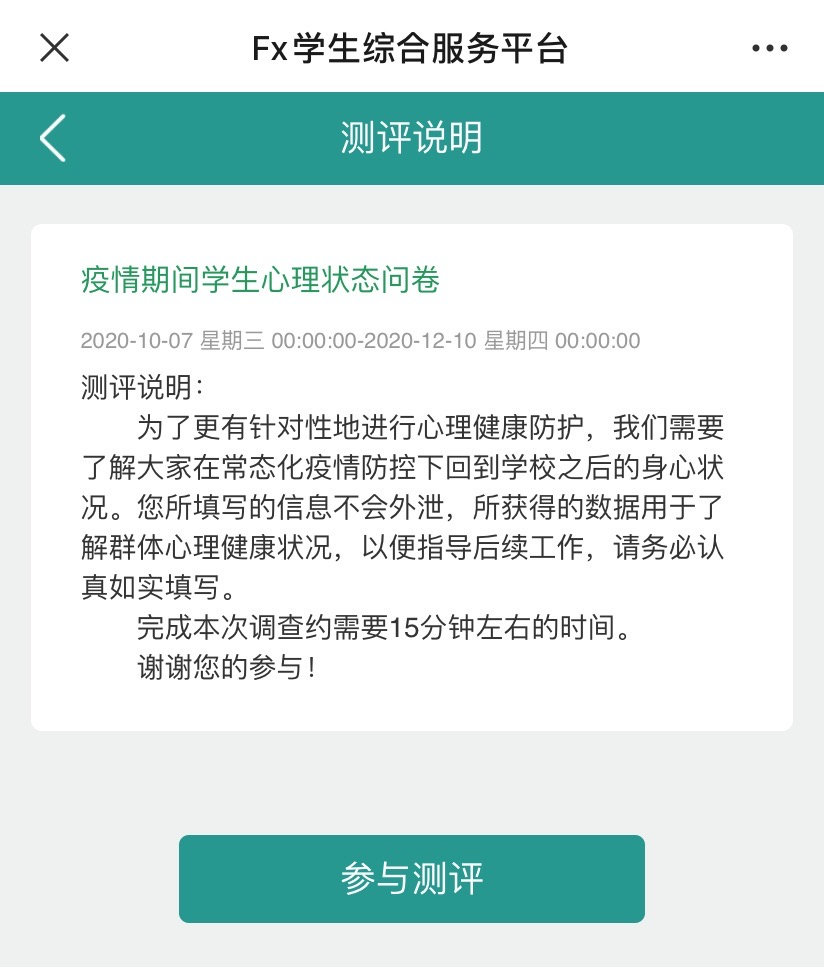 Fx学生综合服务平台
测评说明
疫情期间学生心理状态问卷
2020-10-07 星期三 00:00:00-2020-12-10 星期四 00:00:00
测评说明：
为了更有针对性地进行心理健康防护，我们需要
了解大家在常态化疫情防控下回到学校之后的身心状
况。您所填写的信息不会外泄，所获得的数据用于了
解群体心理健康状况，以便指导后续工作，请务必认
真如实填写。
完成本次调查约需要15分钟左右的时间。
谢谢您的参与！
参与测评